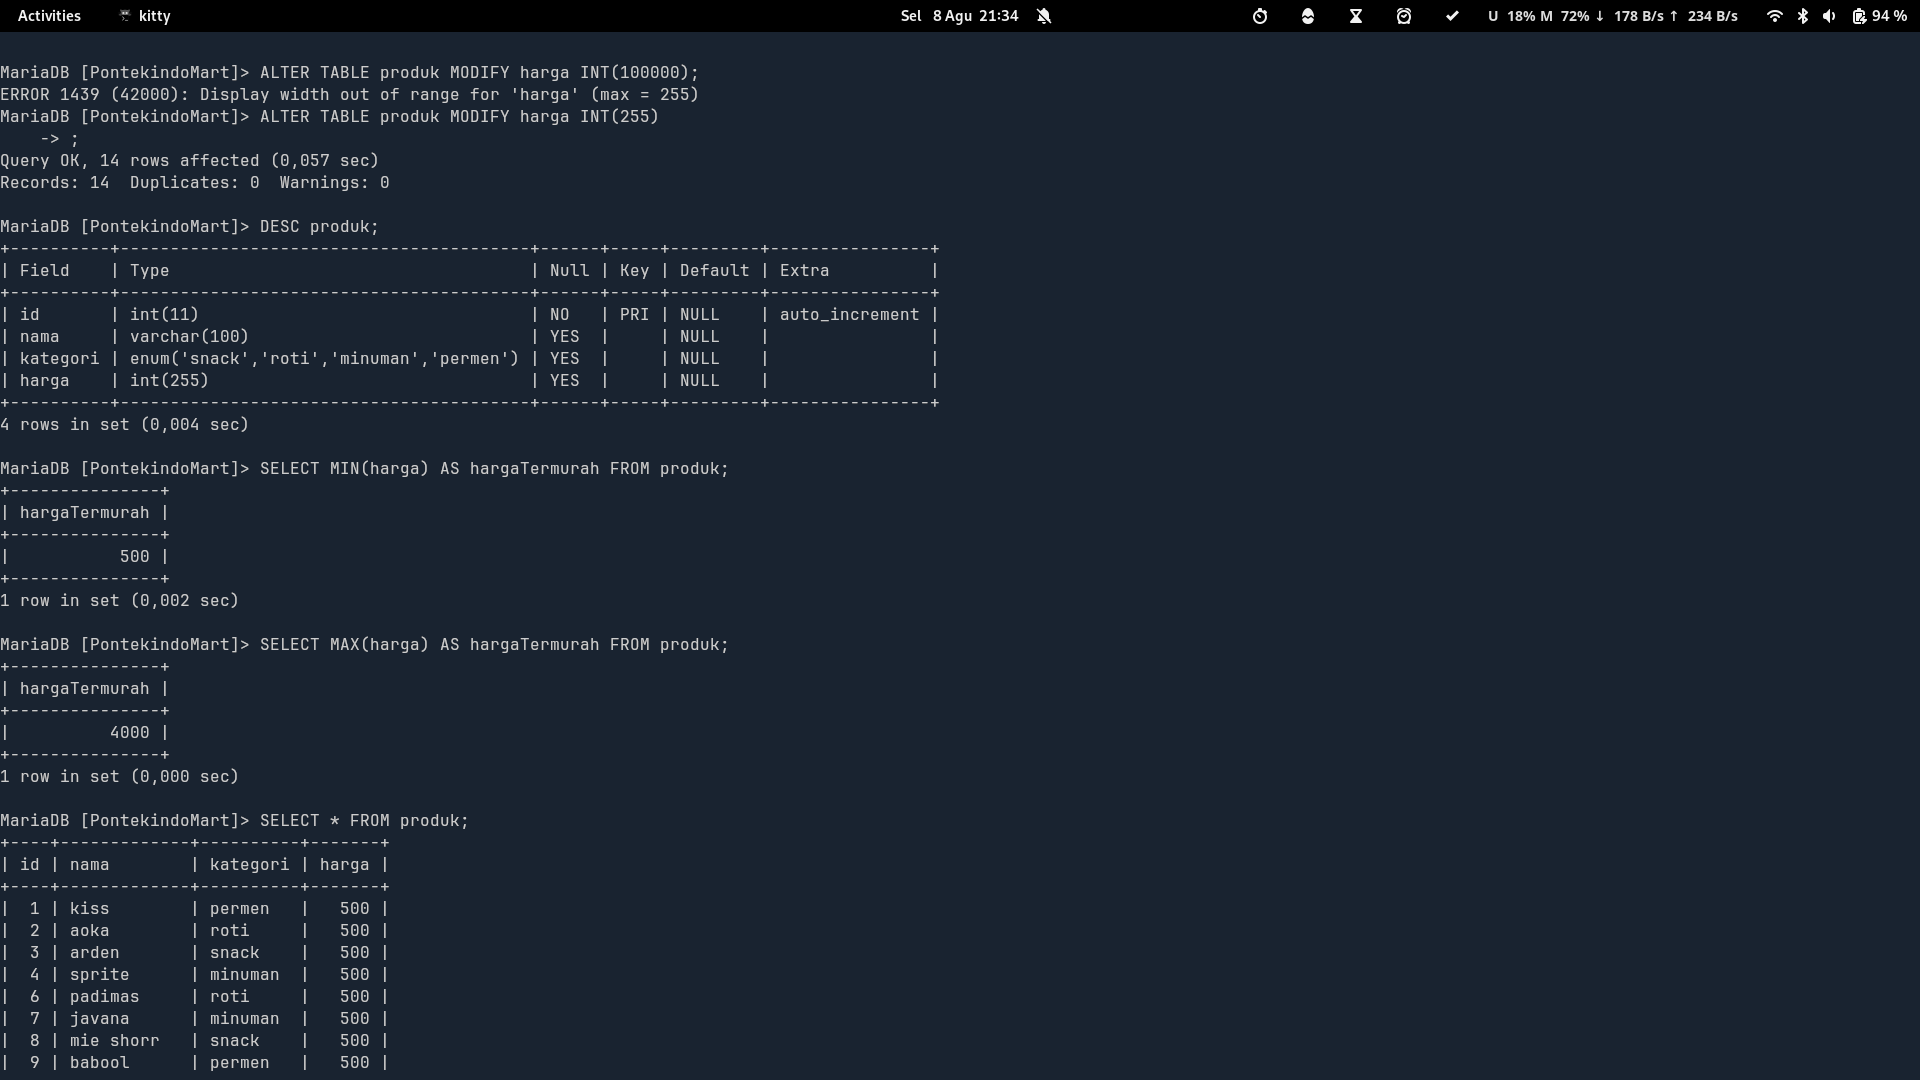 Activities kitty Sel 8 Agu 21:34 U 18% M 72% ↓ 178 B/s ↑ 234 B/s 94 %
MariaDB [PontekindoMart]> ALTER TABLE produk MODIFY harga INT(100000);
ERROR 1439 (42000): Display width out of range for 'harga' (max = 255)
MariaDB [PontekindoMart]> ALTER TABLE produk MODIFY harga INT(255)
    -> ;
Query OK, 14 rows affected (0,057 sec)
Records: 14  Duplicates: 0  Warnings: 0
MariaDB [PontekindoMart]> DESC produk;
+----------+-----------------------------------------+------+-----+---------+----------------+
| Field    | Type                                    | Null | Key | Default | Extra          |
+----------+-----------------------------------------+------+-----+---------+----------------+
| id       | int(11)                                 | NO   | PRI | NULL    | auto_increment |
| nama     | varchar(100)                            | YES  |     | NULL    |                |
| kategori | enum('snack','roti','minuman','permen') | YES  |     | NULL    |                |
| harga    | int(255)                                | YES  |     | NULL    |                |
+----------+-----------------------------------------+------+-----+---------+----------------+
4 rows in set (0,004 sec)
MariaDB [PontekindoMart]> SELECT MIN(harga) AS hargaTermurah FROM produk;
+---------------+
| hargaTermurah |
+---------------+
|           500 |
+---------------+
1 row in set (0,002 sec)
MariaDB [PontekindoMart]> SELECT MAX(harga) AS hargaTermurah FROM produk;
+---------------+
| hargaTermurah |
+---------------+
|          4000 |
+---------------+
1 row in set (0,000 sec)
MariaDB [PontekindoMart]> SELECT * FROM produk;
+----+-------------+----------+-------+
| id | nama        | kategori | harga |
+----+-------------+----------+-------+
|  1 | kiss        | permen   |   500 |
|  2 | aoka        | roti     |   500 |
|  3 | arden       | snack    |   500 |
|  4 | sprite      | minuman  |   500 |
|  6 | padimas     | roti     |   500 |
|  7 | javana      | minuman  |   500 |
|  8 | mie shorr   | snack    |   500 |
|  9 | babool      | permen   |   500 |